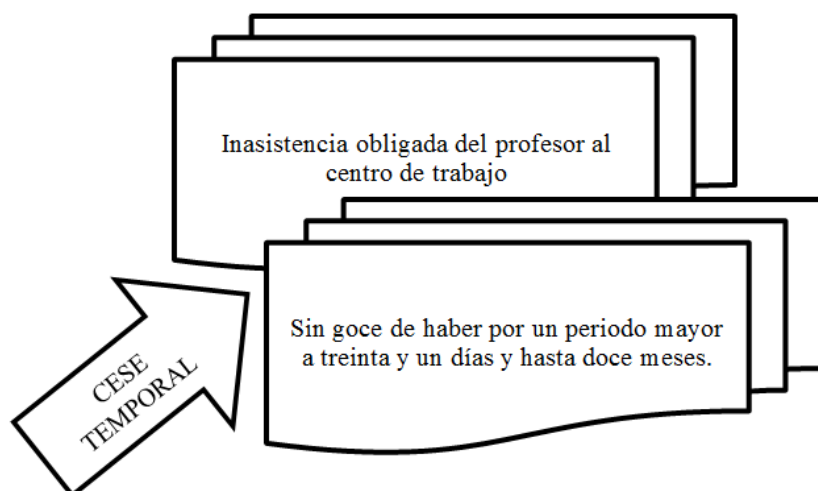 Inasistencia obligada del profesor al
centro de trabajo
Sin goce de haber por un periodo mayor
a treinta y un días y hasta doce meses.
CESE
TEMPORAL